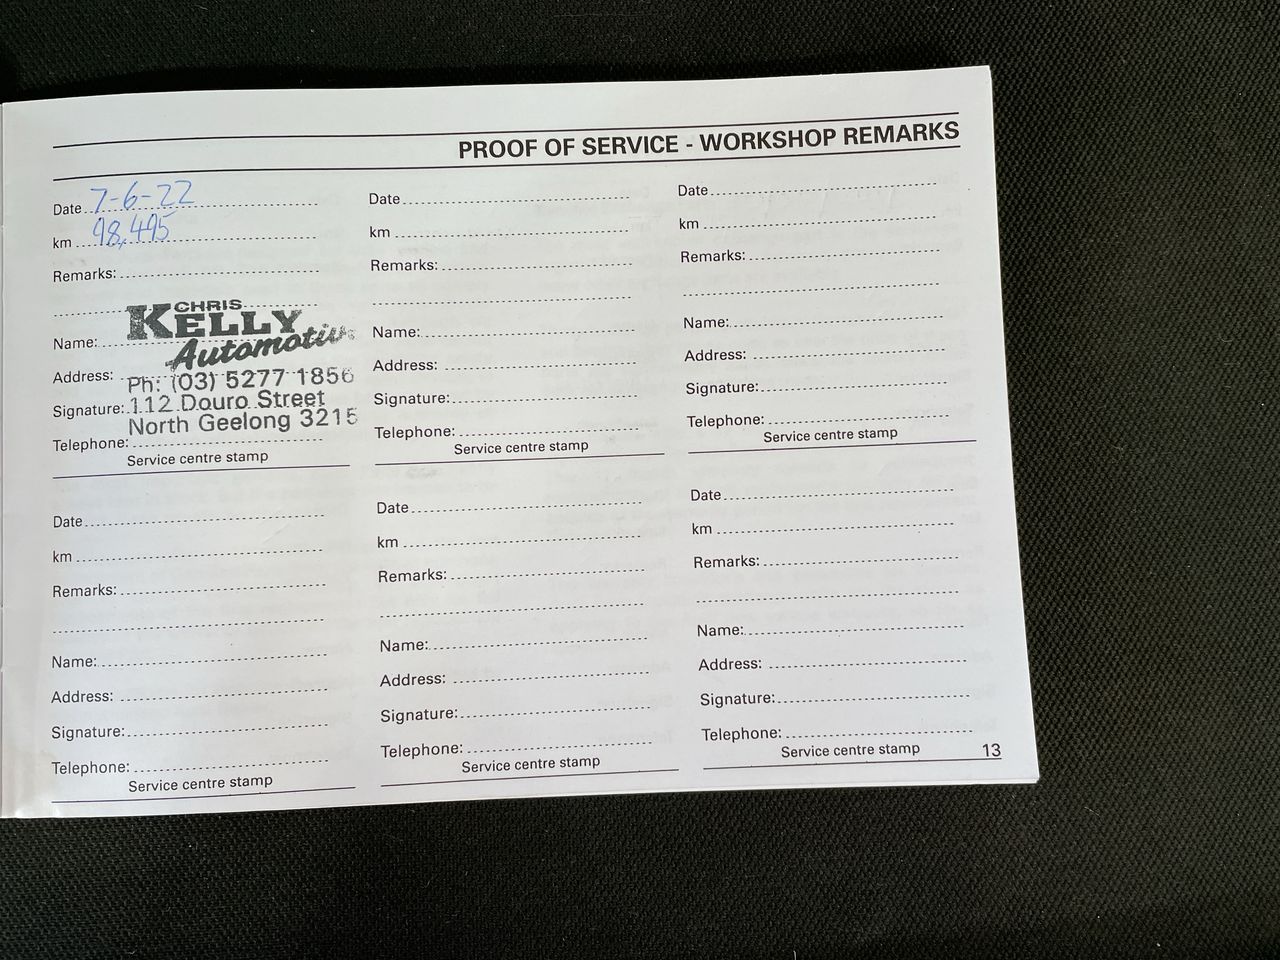 PROOF OF SERVICE - WORKSHOP REMARKS
Date 7-6-22
km 98,495
Remarks:
CHRIS
KELLY
Automotive
Name:
Address:
Ph: (03) 5277 1856
Signature:
112 Douro Street
North Geelong 3215
Telephone:
Service centre stamp
Date
km
Remarks:
Name:
Address:
Signature:
Telephone:
Service centre stamp
Date
km
Remarks:
Name:
Address:
Signature:
Telephone:
Service centre stamp
Date
km
Remarks:
Name:
Address:
Signature:
Telephone:
Service centre stamp
Date
km
Remarks:
Name:
Address:
Signature:
Telephone:
Service centre stamp
Date
km
Remarks:
Name:
Address:
Signature:
Telephone:
Service centre stamp
13